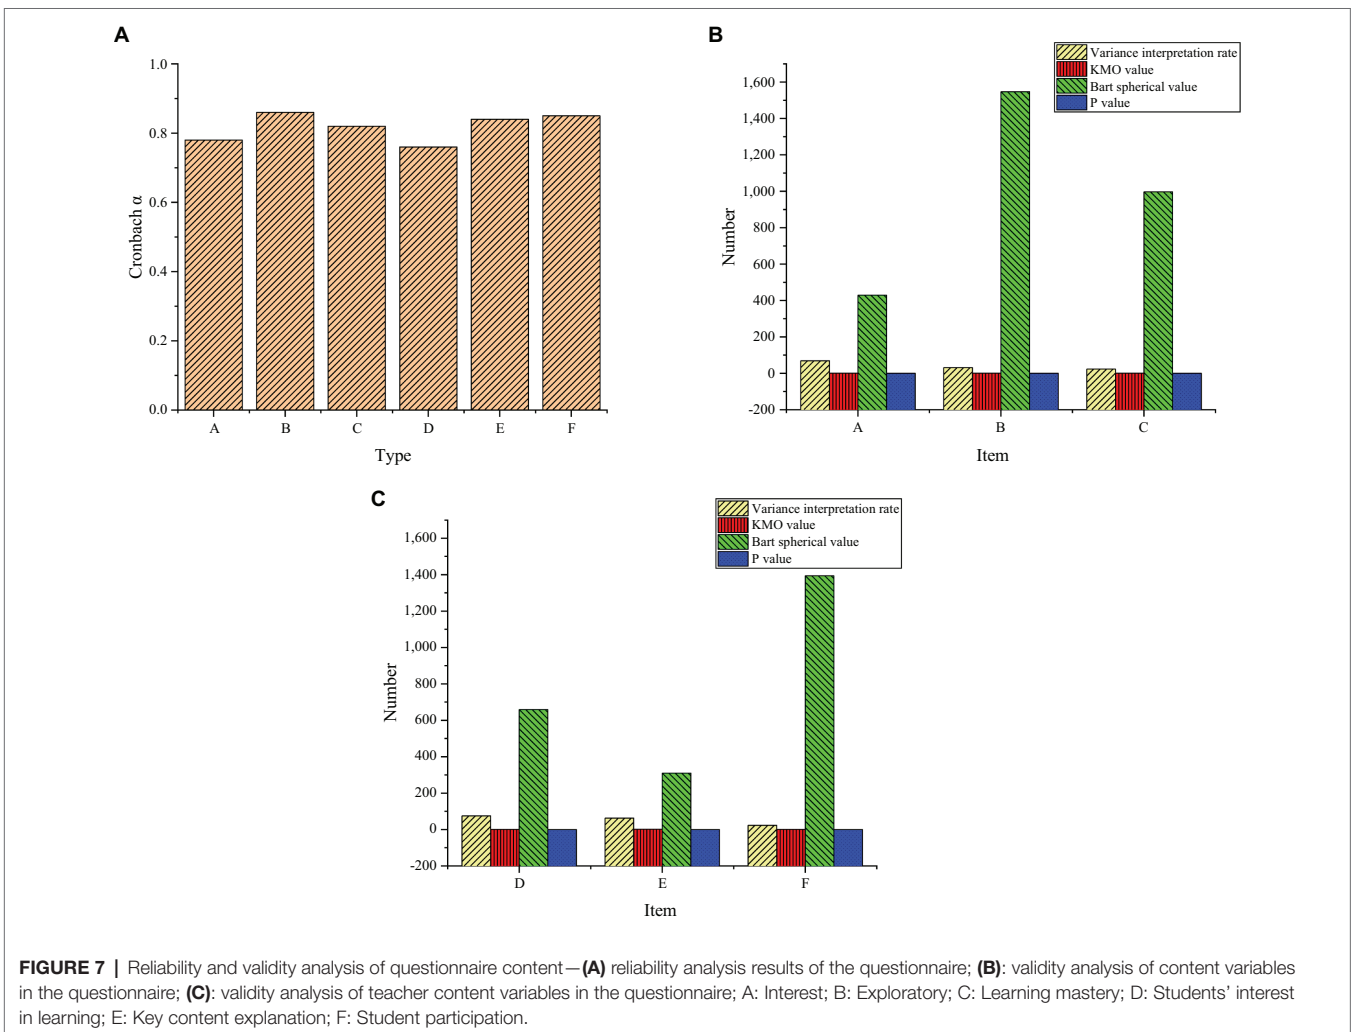 A
1.0
0.8
0.6
0.4
0.2
0.0
Cronbach α
A B C D E F
Type
B
Variance interpretation rate
KMO value
Bart spherical value
P value
1,600
1,400
1,200
1,000
800
600
400
200
0
-200
Number
A B C
Item
C
Variance interpretation rate
KMO value
Bart spherical value
P value
1,600
1,400
1,200
1,000
800
600
400
200
0
-200
Number
D E F
Item
FIGURE 7 | Reliability and validity analysis of questionnaire content—(A) reliability analysis results of the questionnaire; (B): validity analysis of content variables
in the questionnaire; (C): validity analysis of teacher content variables in the questionnaire; A: Interest; B: Exploratory; C: Learning mastery; D: Students’ interest
in learning; E: Key content explanation; F: Student participation.